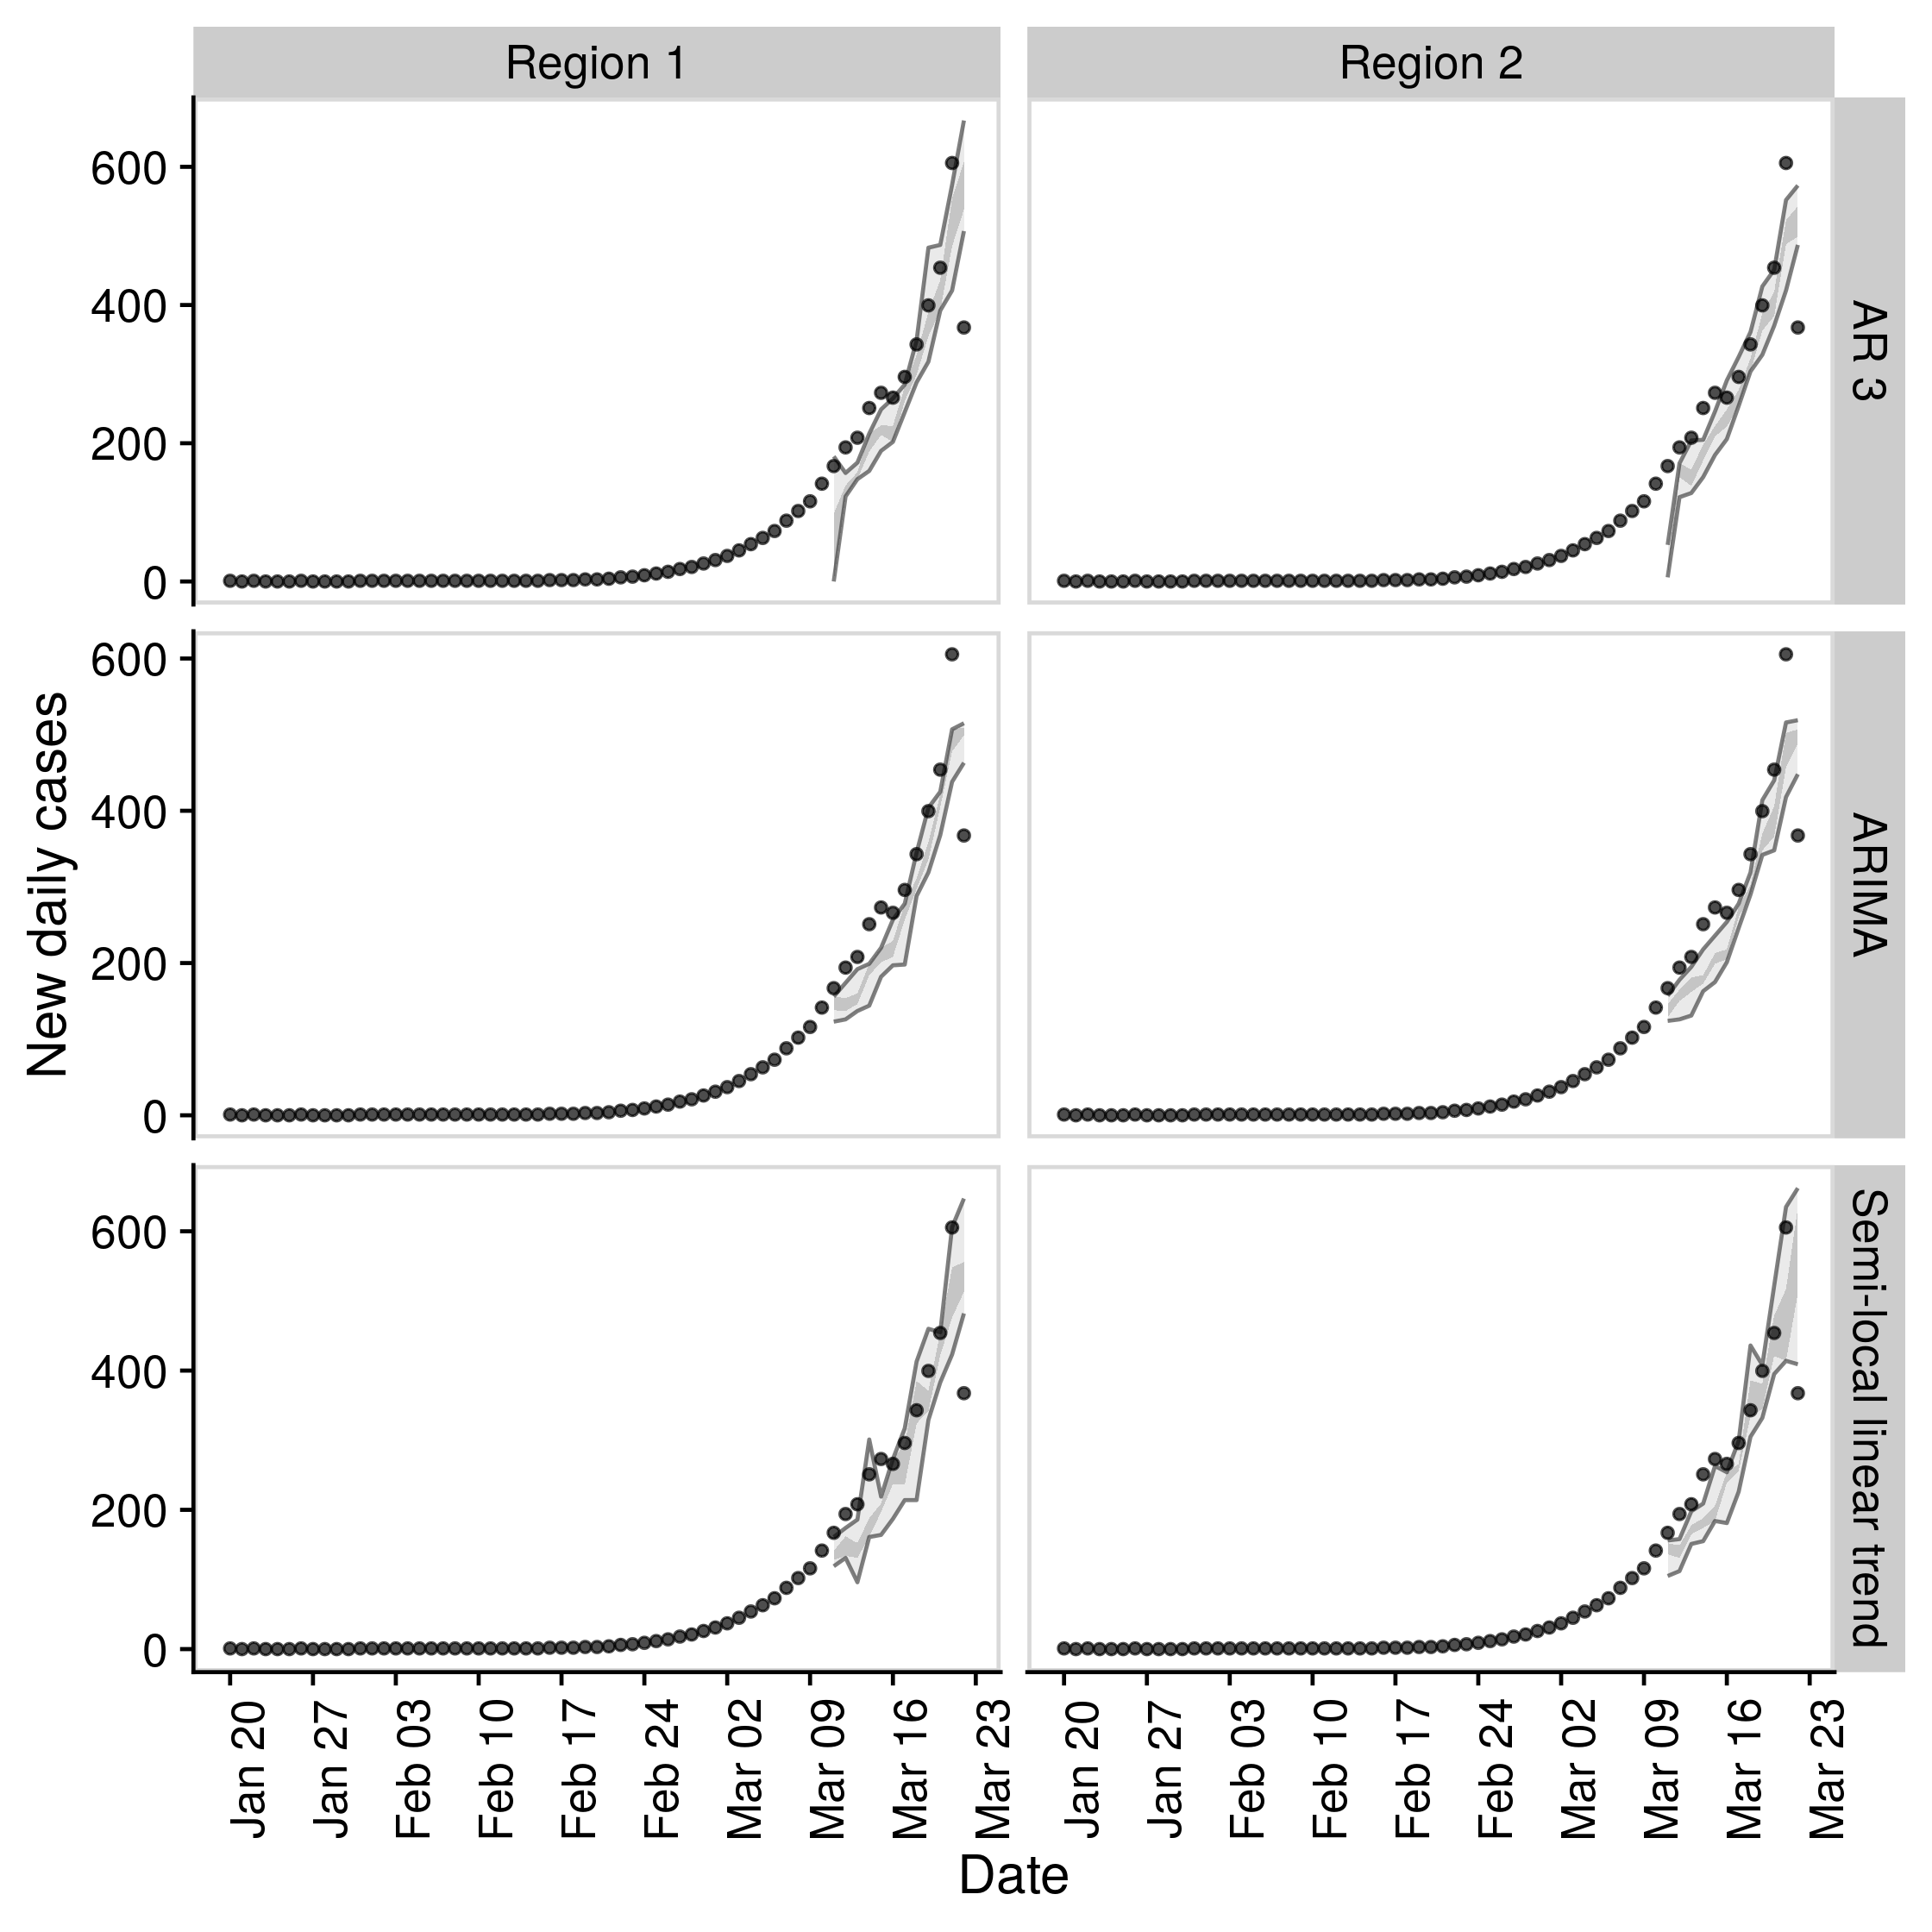 Region 1
Region 2
600
400
200
0
AR 3
600
400
200
0
ARIMA
600
400
200
0
Semi-local linear trend
New daily cases
Jan 20
Jan 27
Feb 03
Feb 10
Feb 17
Feb 24
Mar 02
Mar 09
Mar 16
Mar 23
Jan 20
Jan 27
Feb 03
Feb 10
Feb 17
Feb 24
Mar 02
Mar 09
Mar 16
Mar 23
Date